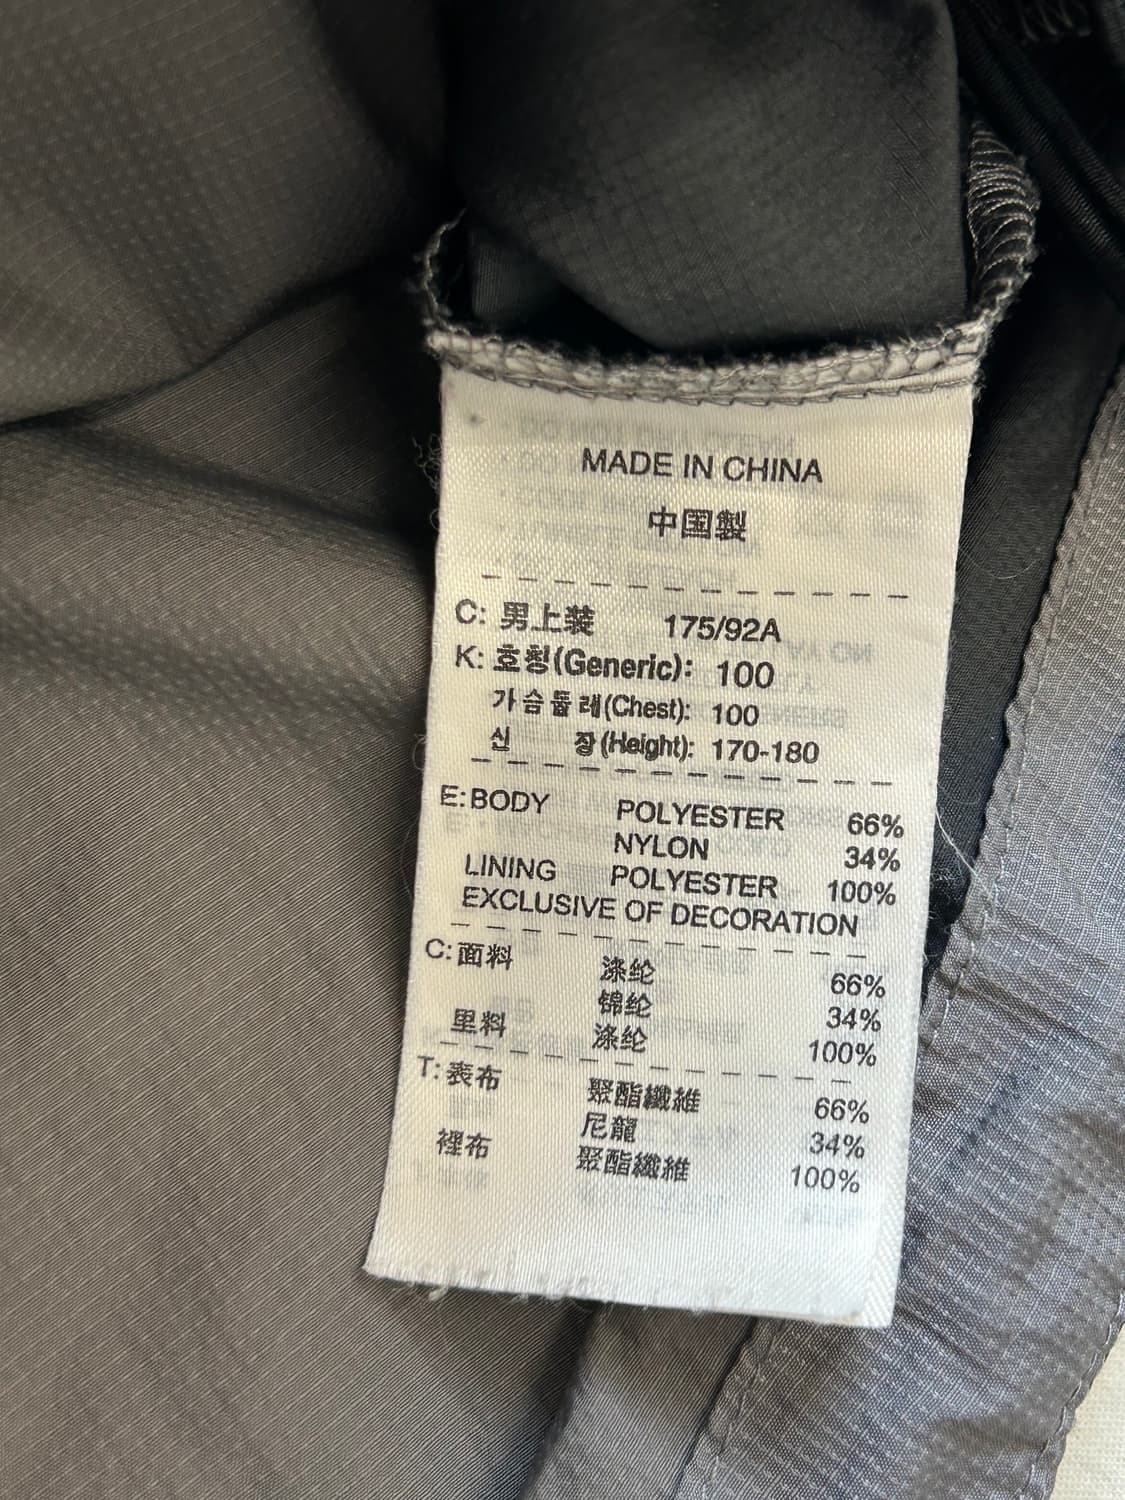 MADE IN CHINA
中国製
C: 男上装 175/92A
K: 호칭(Generic): 100
가슴둘레(Chest): 100
신 장(Height): 170-180
E: BODY POLYESTER 66%
NYLON 34%
LINING POLYESTER 100%
EXCLUSIVE OF DECORATION
C: 面料 涤纶 66%
锦纶 34%
里料 涤纶 100%
T: 表布 聚酯纖維 66%
尼龍 34%
裡布 聚酯纖維 100%